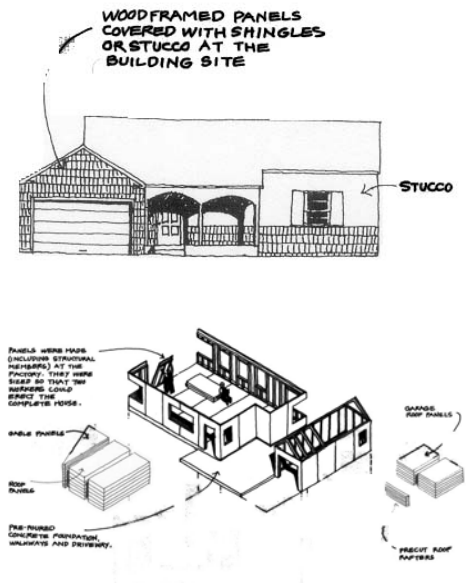 WOOD FRAMED PANELS
COVERED WITH SHINGLES
OR STUCCO AT THE
BUILDING SITE
STUCCO
PANELS WERE MADE
(INCLUDING STRUCTURAL
MEMBERS) AT THE
FACTORY. THEY WERE
SIZED SO THAT TWO
WORKERS COULD
ERECT THE
COMPLETE HOUSE.
GARAGE
ROOF PANELS
GABLE PANELS
ROOF
PANELS
PRE-POURED
CONCRETE FOUNDATION,
WALKWAYS AND DRIVEWAY.
PRECUT ROOF
RAFTERS